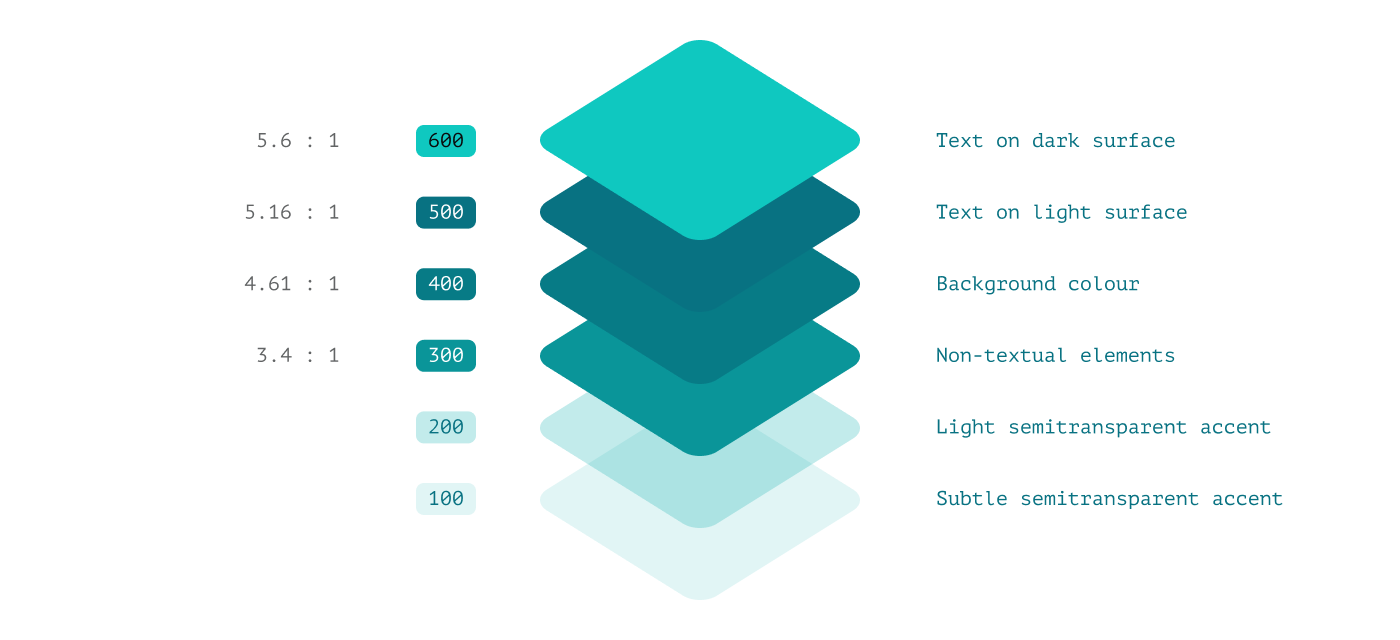 5.6 : 1 600 Text on dark surface
5.16 : 1 500 Text on light surface
4.61 : 1 400 Background colour
3.4 : 1 300 Non-textual elements
200 Light semitransparent accent
100 Subtle semitransparent accent